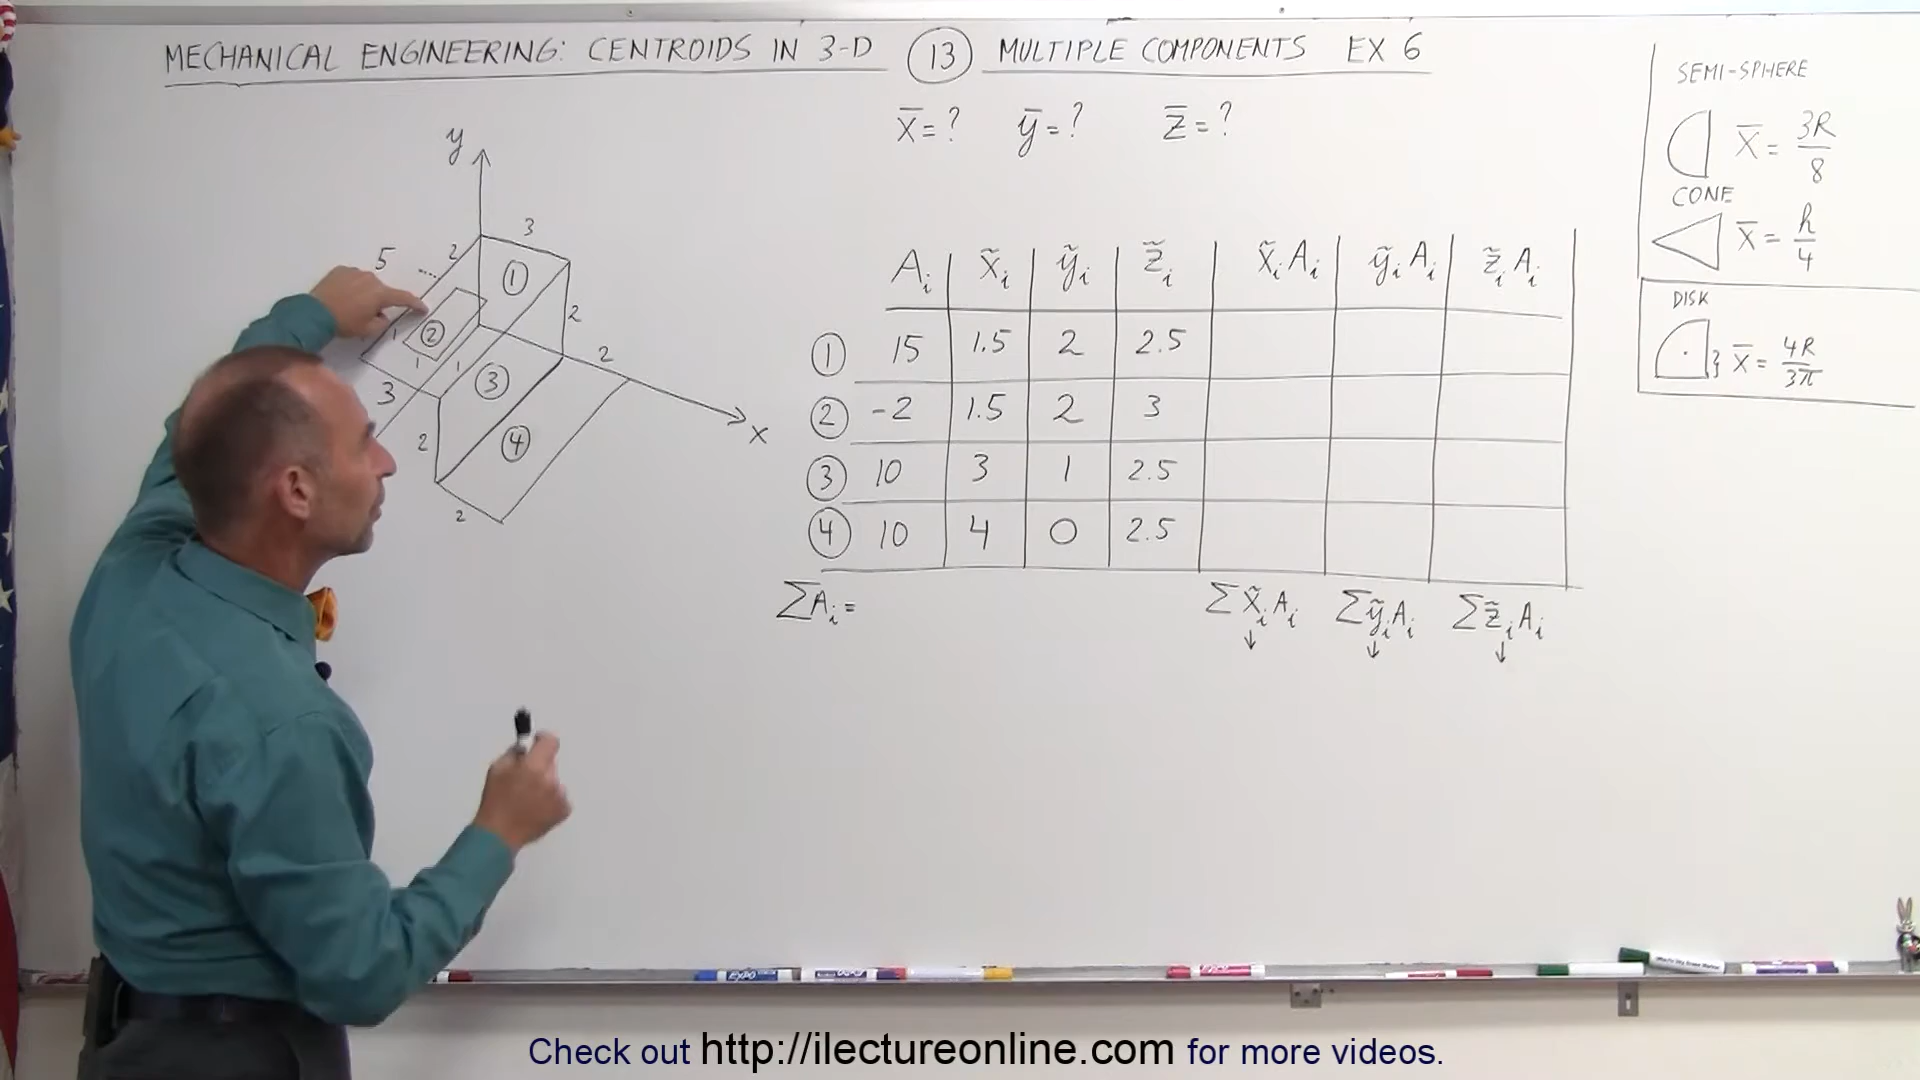 MECHANICAL ENGINEERING: CENTROIDS IN 3-D (13) MULTIPLE COMPONENTS EX 6
x̄ = ? ȳ = ? z̄ = ?
y
3
2
5
①
2
②
1
1
1
2
③
3
2
④
2
x
Aᵢ x̃ᵢ ỹᵢ z̃ᵢ x̃ᵢAᵢ ỹᵢAᵢ z̃ᵢAᵢ
① 15 1.5 2 2.5
② -2 1.5 2 3
③ 10 3 1 2.5
④ 10 4 0 2.5
ΣAᵢ = Σx̃ᵢAᵢ ΣỹᵢAᵢ Σz̃ᵢAᵢ
↓ ↓ ↓
SEMI-SPHERE
x̄ = 3R/8
CONE
x̄ = h/4
DISK
} x̄ = 4R/3π
EXPO
Check out http://ilectureonline.com for more videos.